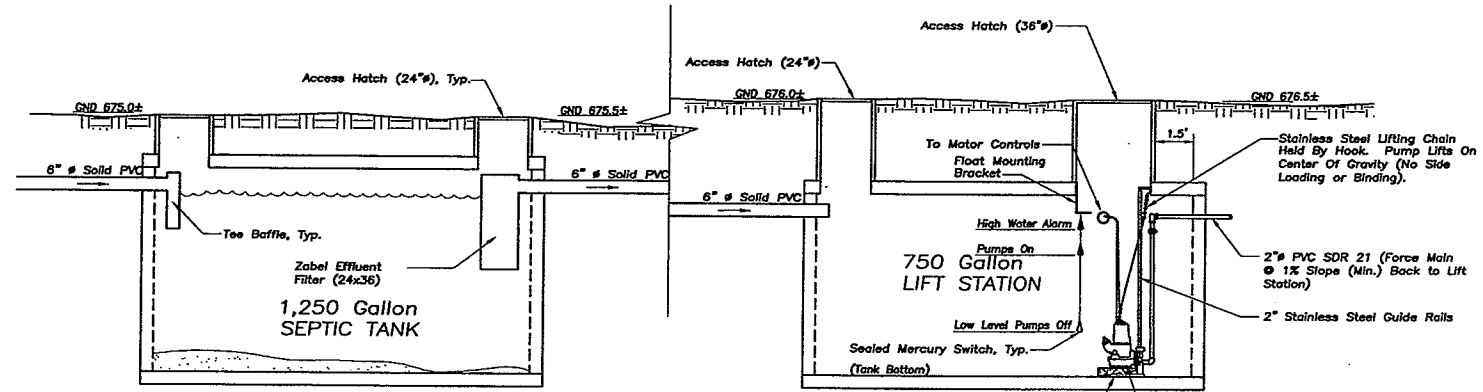 Access Hatch (24"ø), Typ.
GND 675.0±
GND 675.5±
6" ø Solid PVC
6" ø Solid PVC
Tee Baffle, Typ.
Zabel Effluent
Filter (24x36)
1,250 Gallon
SEPTIC TANK
Access Hatch (36"ø)
Access Hatch (24"ø)
GND 676.0±
GND 676.5±
1.5'
To Motor Controls
Float Mounting
Bracket
6" ø Solid PVC
High Water Alarm
Pumps On
750 Gallon
LIFT STATION
Low Level Pumps Off
Sealed Mercury Switch, Typ.
(Tank Bottom)
Stainless Steel Lifting Chain
Held By Hook. Pump Lifts On
Center Of Gravity (No Side
Loading or Binding).
2"ø PVC SDR 21 (Force Main
@ 1% Slope (Min.) Back to Lift
Station)
2" Stainless Steel Guide Rails